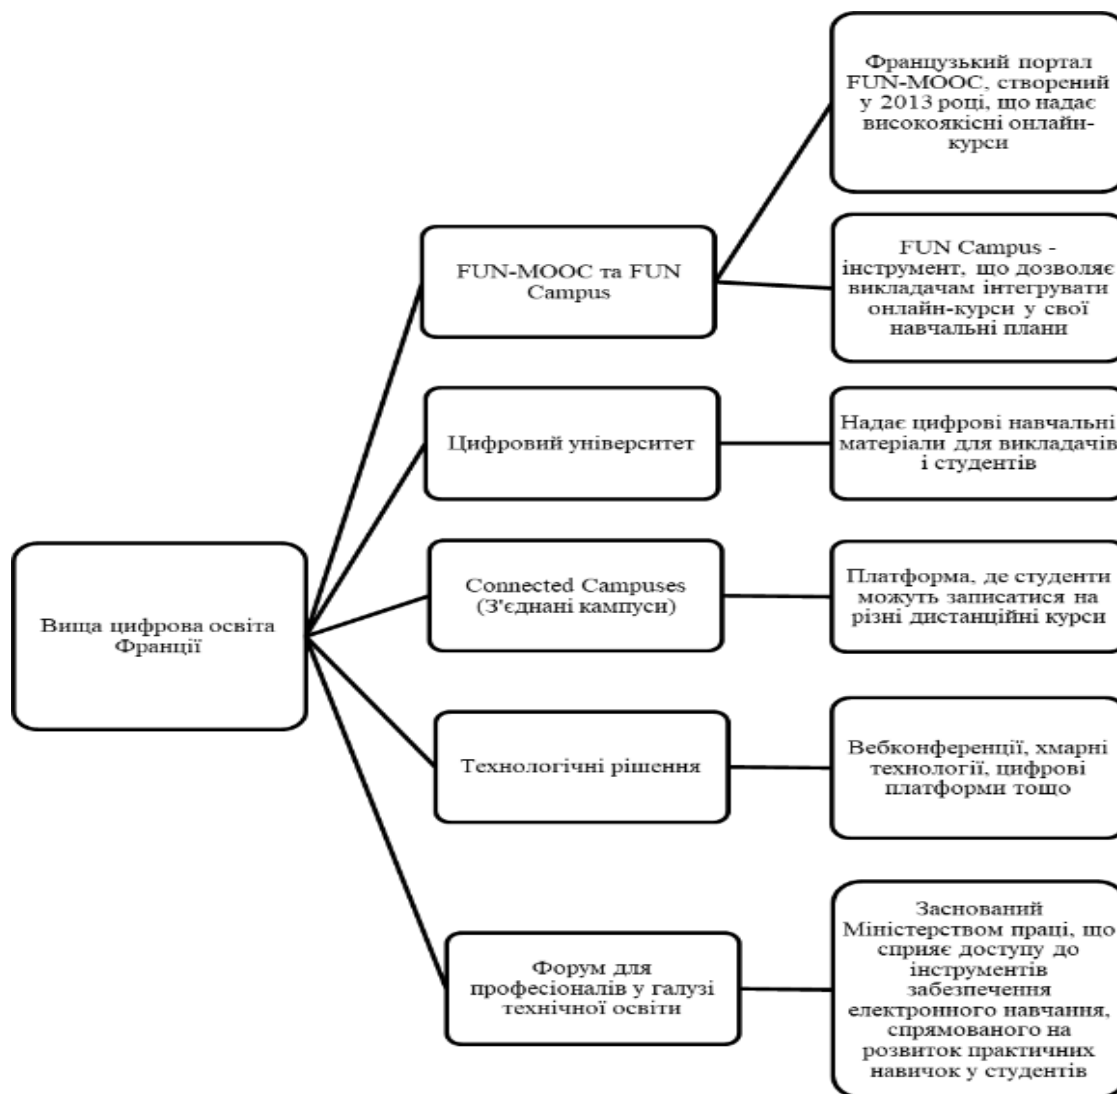 Французький портал
FUN-MOOC, створений
у 2013 році, що надає
високоякісні онлайн-
курси
FUN-MOOC та FUN
Campus
FUN Campus -
інструмент, що дозволяє
викладачам інтегрувати
онлайн-курси у свої
навчальні плани
Цифровий університет
Надає цифрові навчальні
матеріали для викладачів
і студентів
Вища цифрова освіта
Франції
Connected Campuses
(З'єднані кампуси)
Платформа, де студенти
можуть записатися на
різні дистанційні курси
Технологічні рішення
Вебконференції, хмарні
технології, цифрові
платформи тощо
Форум для
професіоналів у галузі
технічної освіти
Заснований
Міністерством праці, що
сприяє доступу до
інструментів
забезпечення
електронного навчання,
спрямованого на
розвиток практичних
навичок у студентів